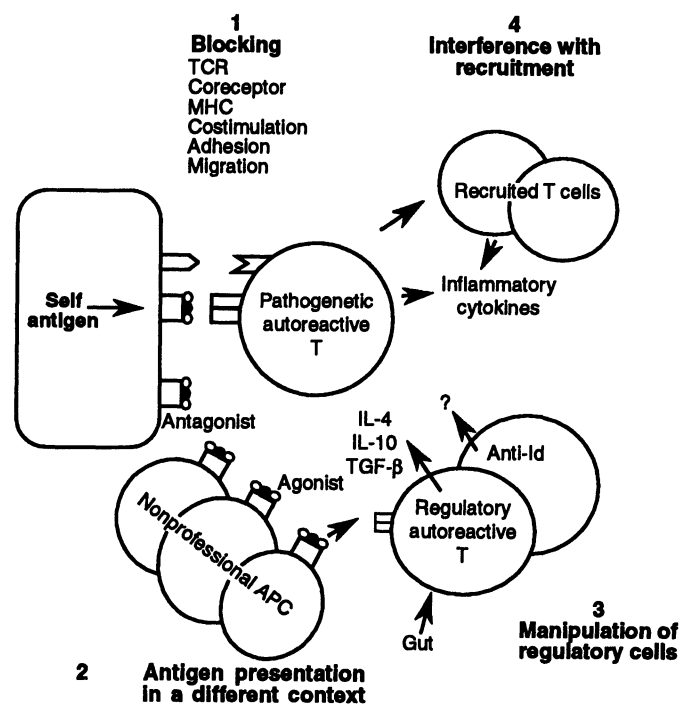 1
Blocking
TCR
Coreceptor
MHC
Costimulation
Adhesion
Migration
4
Interference with
recruitment
Recruited T cells
Inflammatory
cytokines
Self
antigen
Pathogenetic
autoreactive
T
Antagonist
Agonist
Nonprofessional APC
IL-4
IL-10
TGF-β
?
Anti-Id
Regulatory
autoreactive
T
Gut
2
Antigen presentation
in a different context
3
Manipulation of
regulatory cells